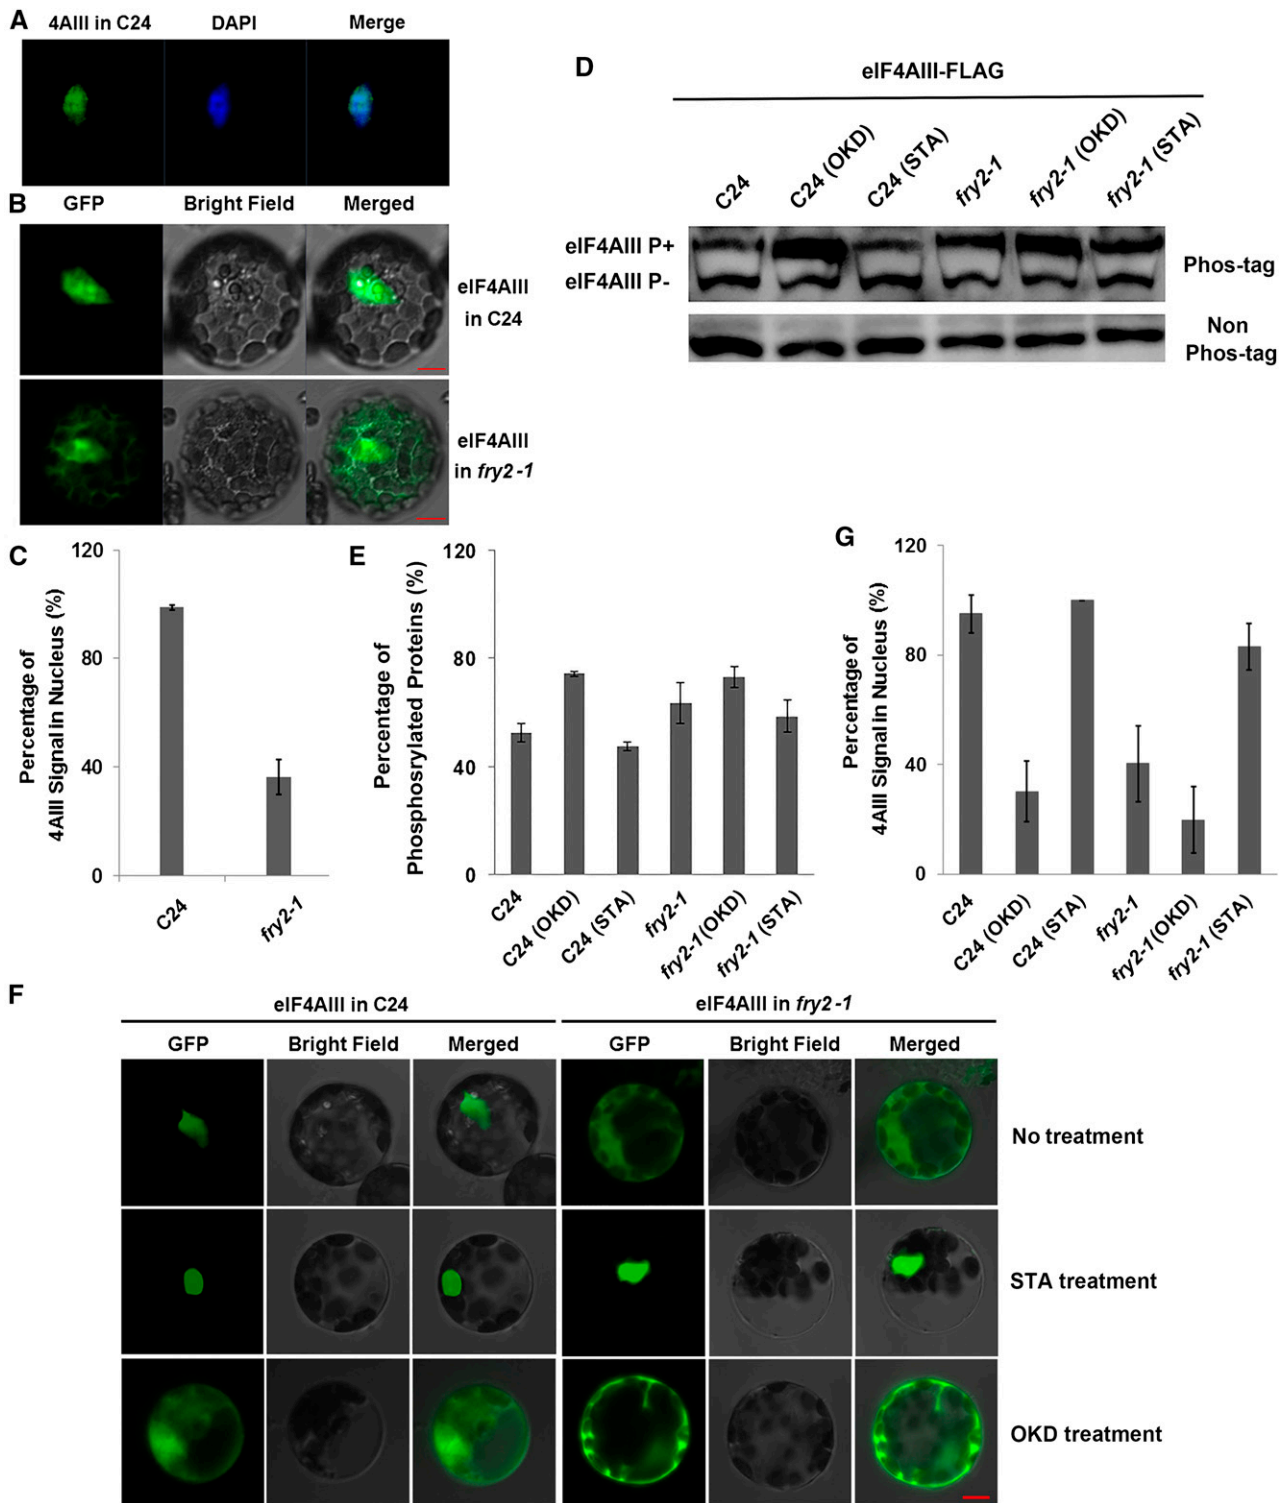 A
4AIII in C24 DAPI Merge
B
GFP Bright Field Merged
eIF4AIII
in C24
eIF4AIII
in fry2-1
C
Percentage of
4AIII Signal in Nucleus (%)
120
80
40
0
C24 fry2-1
D
eIF4AIII-FLAG
C24 C24 (OKD) C24 (STA) fry2-1 fry2-1 (OKD) fry2-1 (STA)
eIF4AIII P+
eIF4AIII P-
Phos-tag
Non
Phos-tag
E
Percentage of
Phosphorylated Proteins (%)
120
80
40
0
C24 C24 (OKD) C24 (STA) fry2-1 fry2-1 (OKD) fry2-1 (STA)
G
Percentage of
4AIII Signal in Nucleus (%)
120
80
40
0
C24 C24 (OKD) C24 (STA) fry2-1 fry2-1 (OKD) fry2-1 (STA)
F
eIF4AIII in C24 eIF4AIII in fry2-1
GFP Bright Field Merged GFP Bright Field Merged
No treatment
STA treatment
OKD treatment